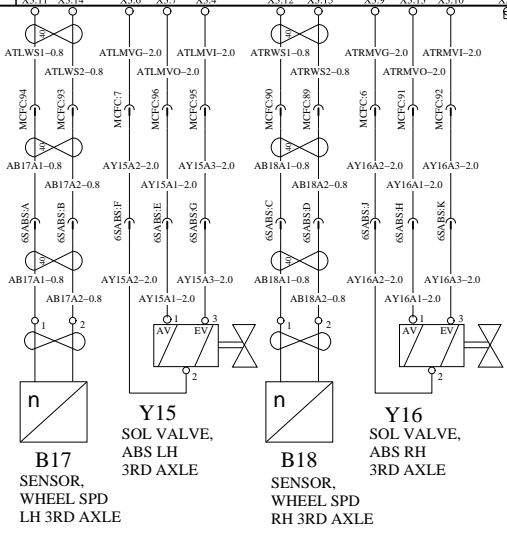 ATLWS1-0.8
ATLMVG-2.0
ATLMVI-2.0
ATRWS1-0.8
ATRMVG-2.0
ATRMVI-2.0
ATLWS2-0.8
ATLMVO-2.0
ATRWS2-0.8
ATRMVO-2.0
MCFC:94
MCFC:93
MCFC:7
MCFC:96
MCFC:95
MCFC:90
MCFC:89
MCFC:6
MCFC:91
MCFC:92
40
40
AB17A1-0.8
AY15A2-2.0
AY15A3-2.0
AB18A1-0.8
AY16A2-2.0
AY16A3-2.0
AB17A2-0.8
AY15A1-2.0
AB18A2-0.8
AY16A1-2.0
6SABS:A
6SABS:B
6SABS:F
6SABS:E
6SABS:G
6SABS:C
6SABS:D
6SABS:J
6SABS:H
6SABS:K
40
40
AB17A1-0.8
AY15A2-2.0
AY15A3-2.0
AB18A1-0.8
AY16A2-2.0
AY16A3-2.0
AB17A2-0.8
AY15A1-2.0
AB18A2-0.8
AY16A1-2.0
40
40
1
2
1
3
1
2
1
3
AV
EV
AV
EV
2
2
n
n
Y15
SOL VALVE,
ABS LH
3RD AXLE
Y16
SOL VALVE,
ABS RH
3RD AXLE
B17
SENSOR,
WHEEL SPD
LH 3RD AXLE
B18
SENSOR,
WHEEL SPD
RH 3RD AXLE